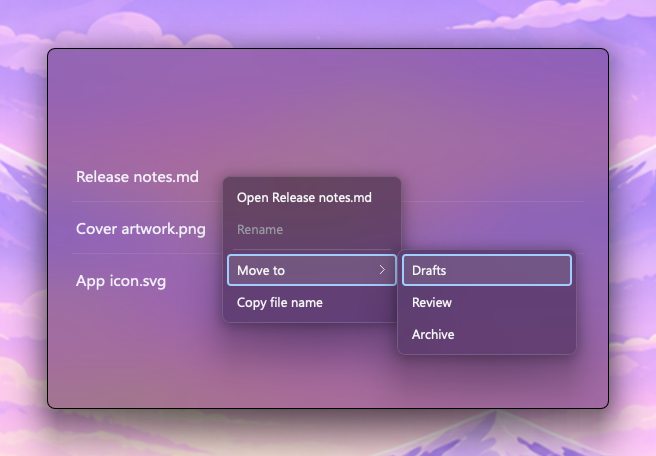 Release notes.md
Cover artwork.png
App icon.svg
Open Release notes.md
Rename
Move to
Copy file name
Drafts
Review
Archive